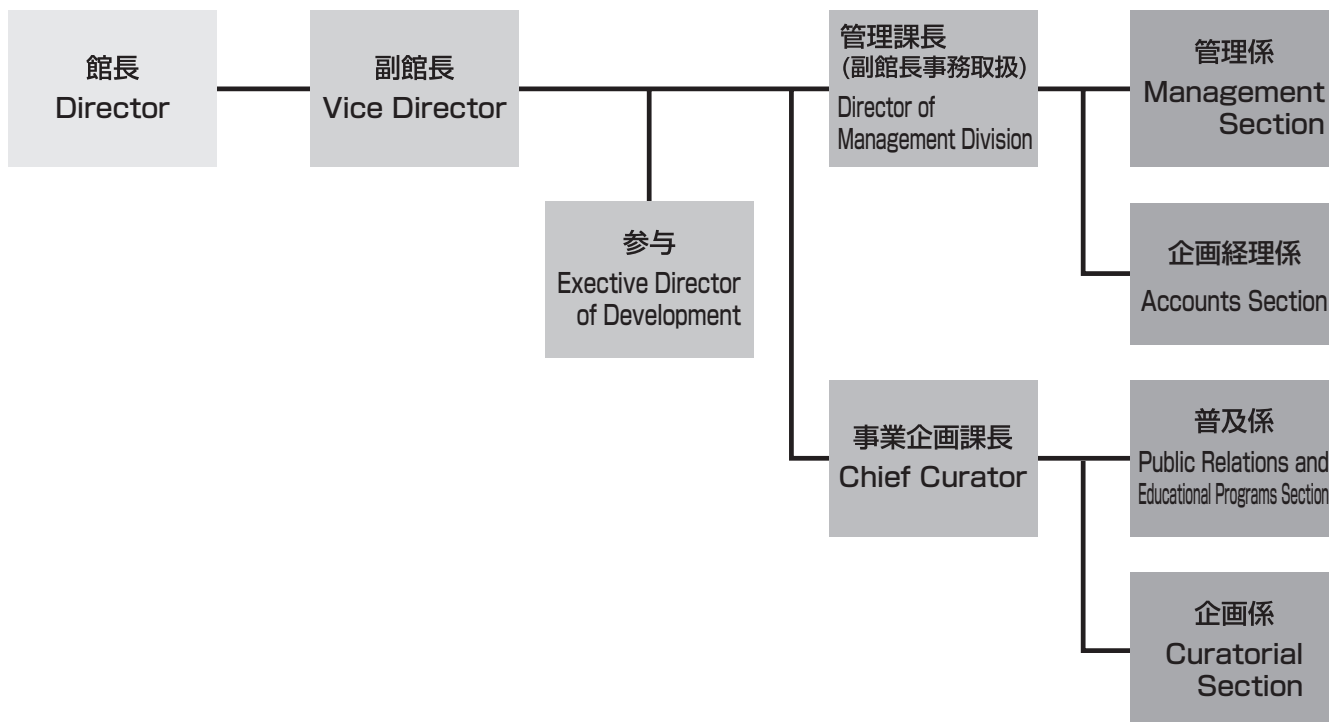 館長
Director
副館長
Vice Director
参与
Exective Director
of Development
管理課長
(副館長事務取扱)
Director of
Management Division
管理係
Management
Section
企画経理係
Accounts Section
事業企画課長
Chief Curator
普及係
Public Relations and
Educational Programs Section
企画係
Curatorial
Section